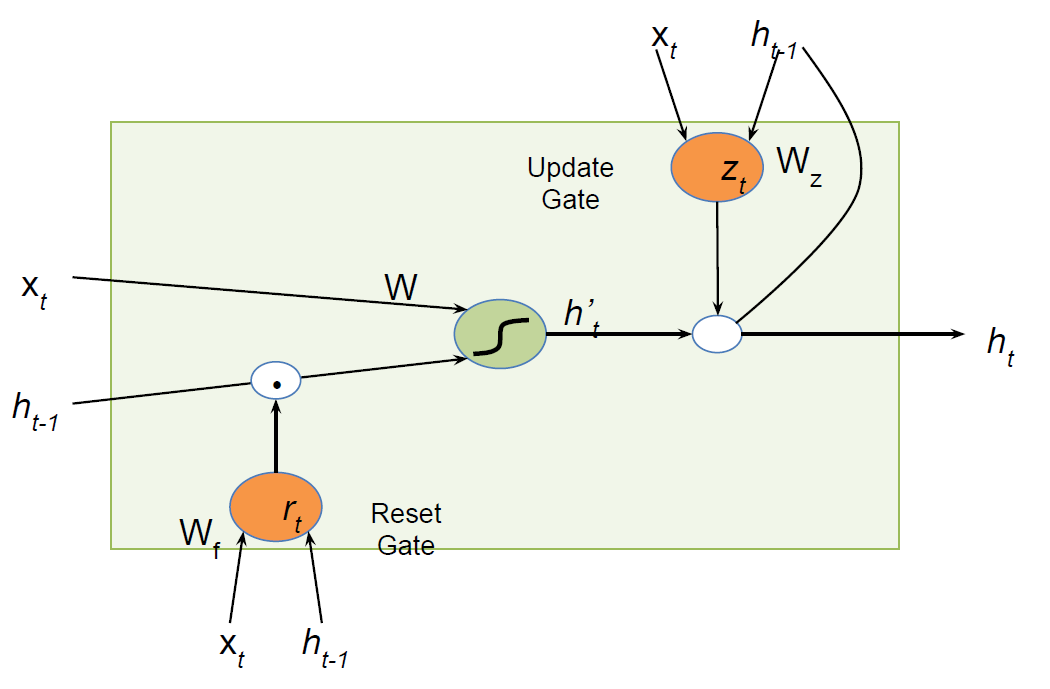 x_t
h_{t-1}
Update
Gate
z_t
W_z
x_t
W
h'_t
h_t
h_{t-1}
.
r_t
Reset
Gate
W_f
x_t
h_{t-1}